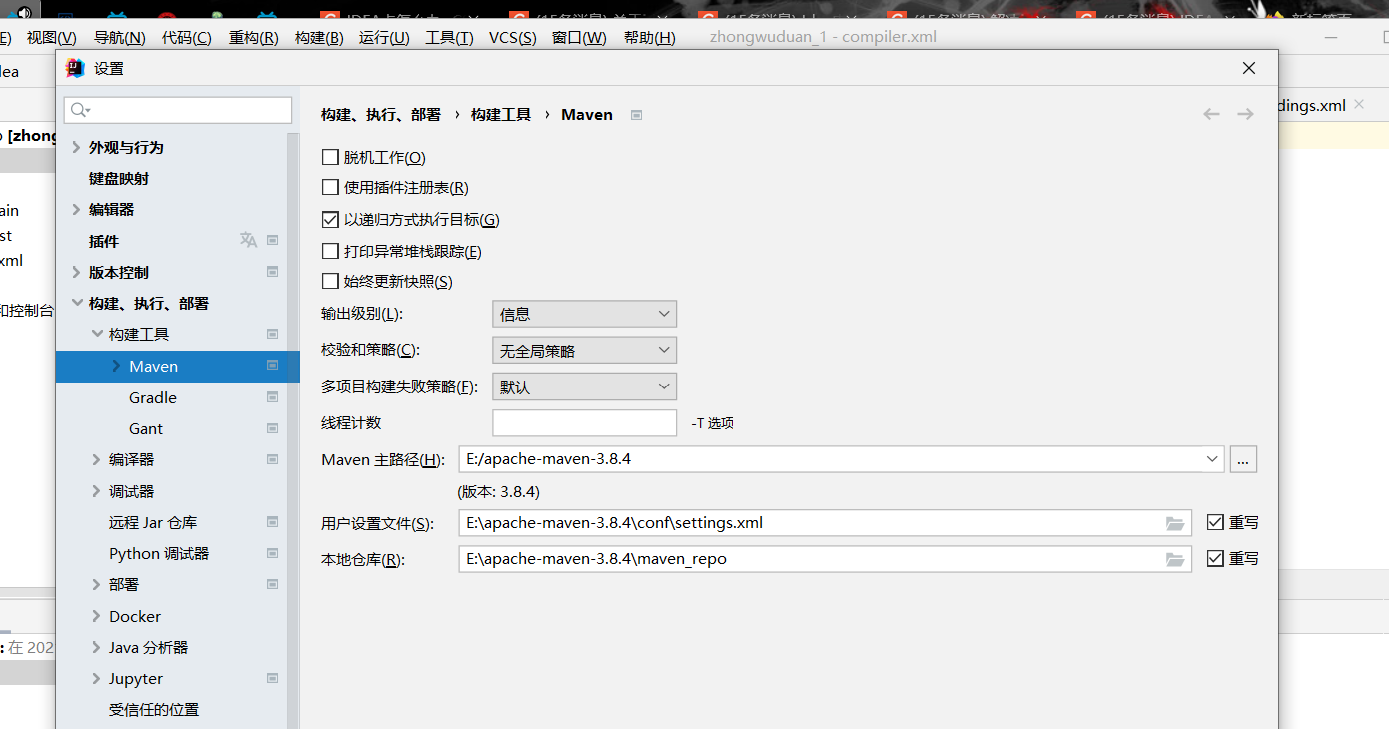 E) 视图(V) 导航(N) 代码(C) 重构(R) 构建(B) 运行(U) 工具(T) VCS(S) 窗口(W) 帮助(H) zhongwuduan_1 - compiler.xml
lea
设置
dings.xml
[zhong
ain
st
xml
和控制台
在 202
外观与行为
键盘映射
编辑器
插件
版本控制
构建、执行、部署
构建工具
Maven
Gradle
Gant
编译器
调试器
远程 Jar 仓库
Python 调试器
部署
Docker
Java 分析器
Jupyter
受信任的位置
构建、执行、部署 › 构建工具 › Maven
脱机工作(O)
使用插件注册表(R)
以递归方式执行目标(G)
打印异常堆栈跟踪(E)
始终更新快照(S)
输出级别(L): 信息
校验和策略(C): 无全局策略
多项目构建失败策略(F): 默认
线程计数 -T 选项
Maven 主路径(H): E:/apache-maven-3.8.4 ...
(版本: 3.8.4)
用户设置文件(S): E:\apache-maven-3.8.4\conf\settings.xml 重写
本地仓库(R): E:\apache-maven-3.8.4\maven_repo 重写